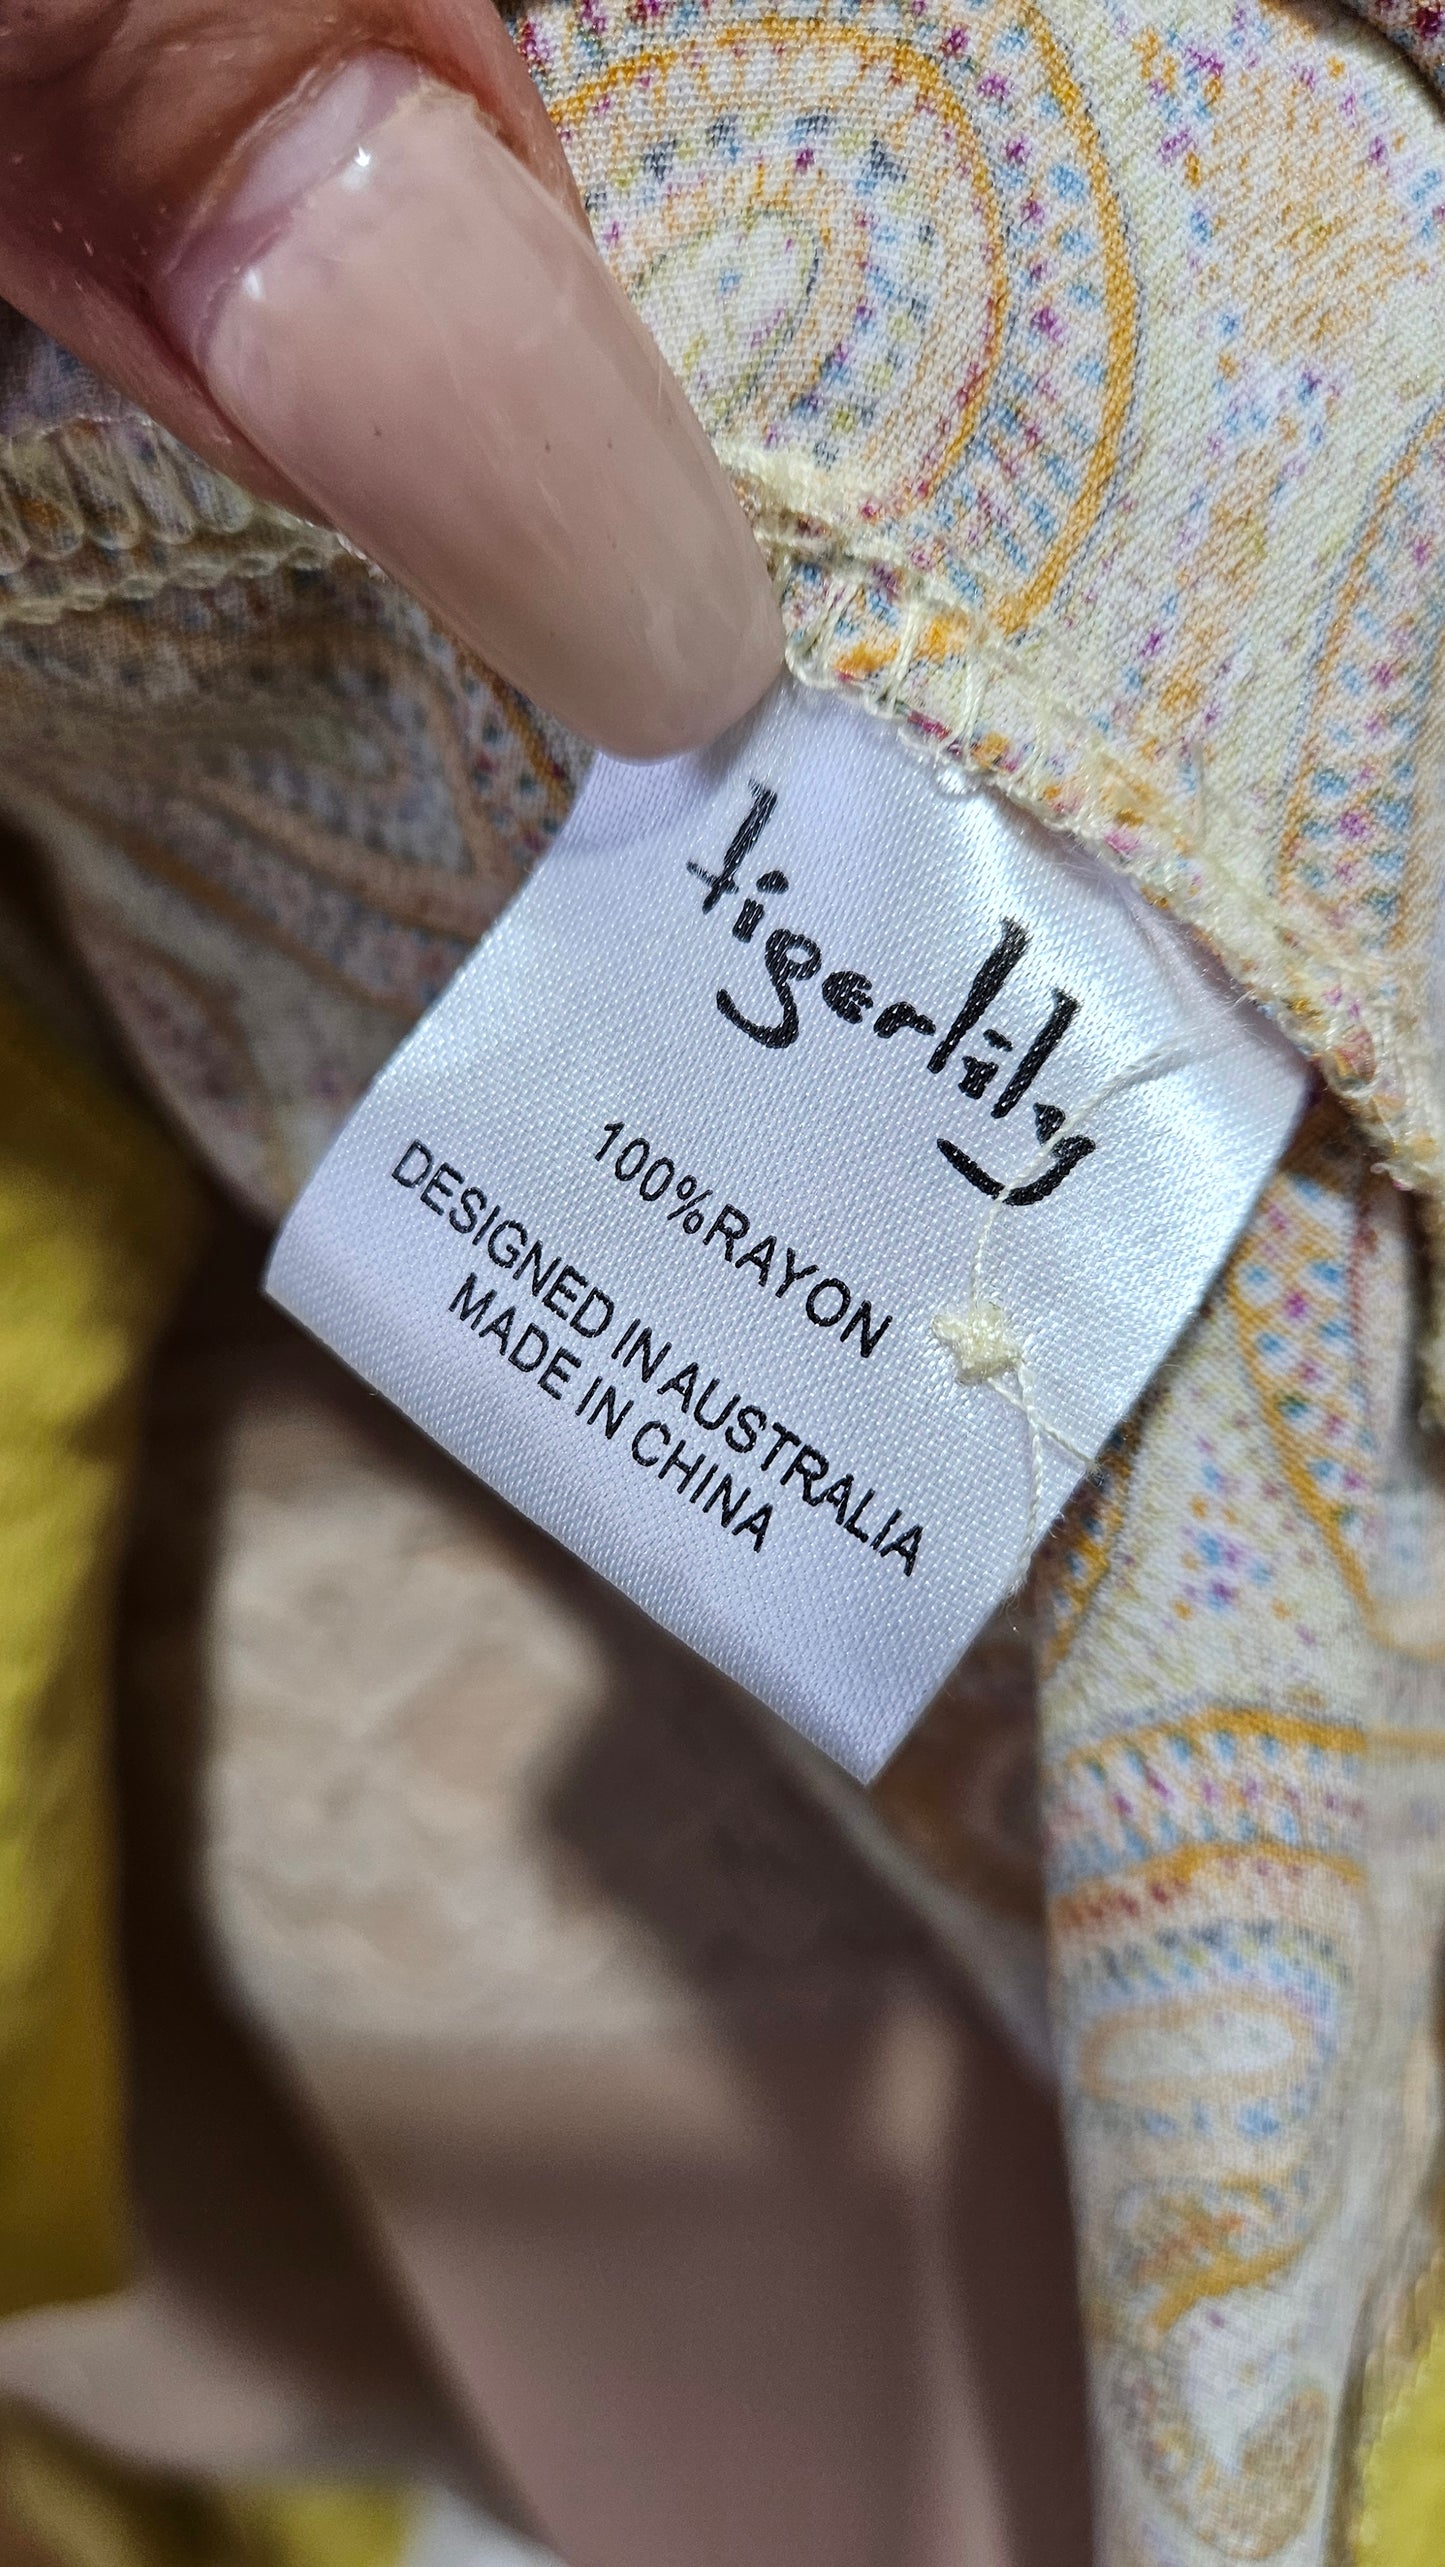 tigerlily
100%RAYON
DESIGNED IN AUSTRALIA
MADE IN CHINA